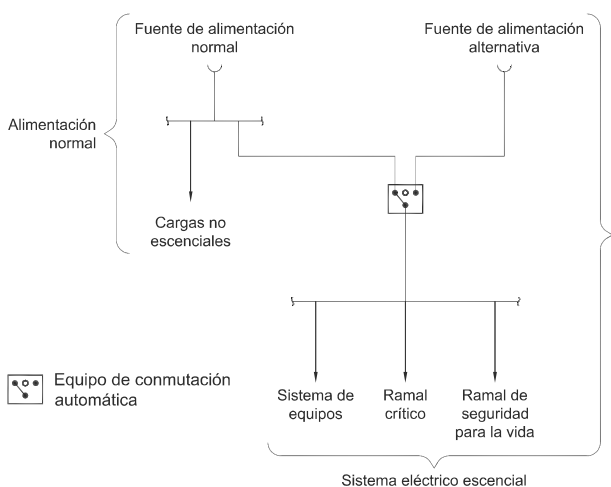 Fuente de alimentación
normal
Fuente de alimentación
alternativa
Alimentación
normal
Cargas no
escenciales
Equipo de conmutación
automática
Sistema de
equipos
Ramal
crítico
Ramal de
seguridad
para la vida
Sistema eléctrico escencial